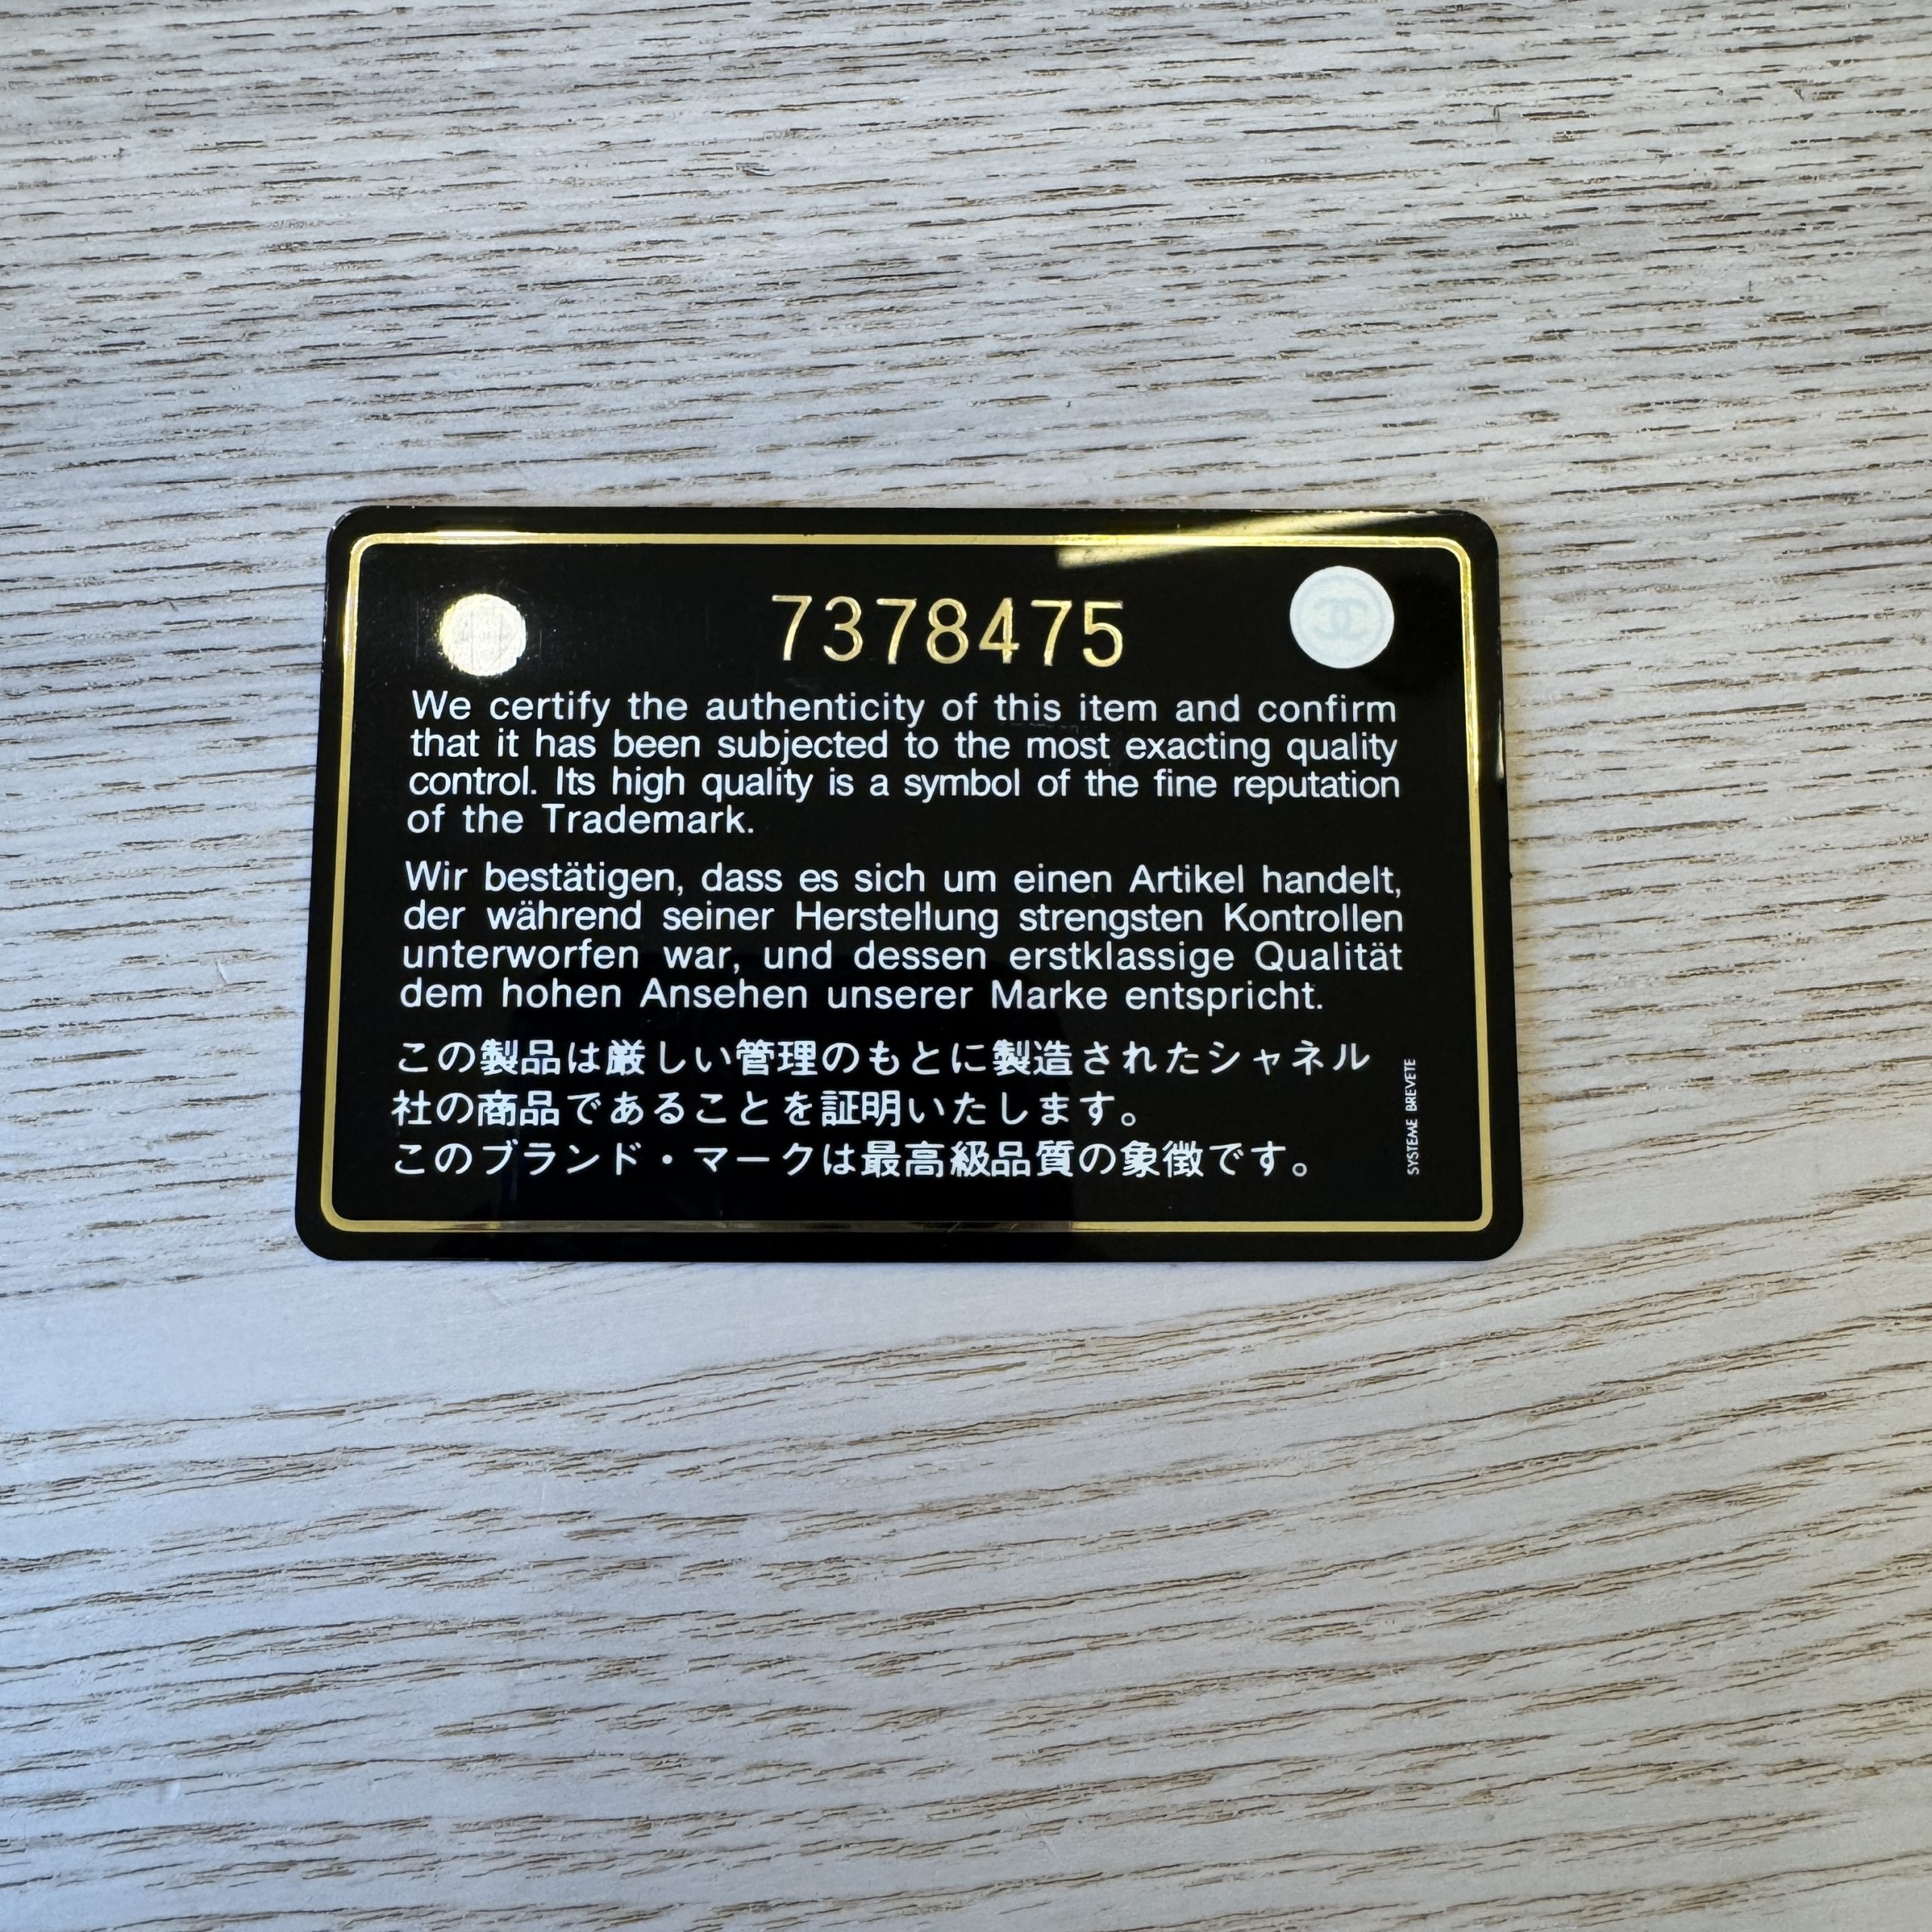 7378475
We certify the authenticity of this item and confirm
that it has been subjected to the most exacting quality
control. Its high quality is a symbol of the fine reputation
of the Trademark.
Wir bestätigen, dass es sich um einen Artikel handelt,
der während seiner Herstellung strengsten Kontrollen
unterworfen war, und dessen erstklassige Qualität
dem hohen Ansehen unserer Marke entspricht.
この製品は厳しい管理のもとに製造されたシャネル
社の商品であることを証明いたします。
このブランド・マークは最高級品質の象徴です。
SYSTEME BREVETE